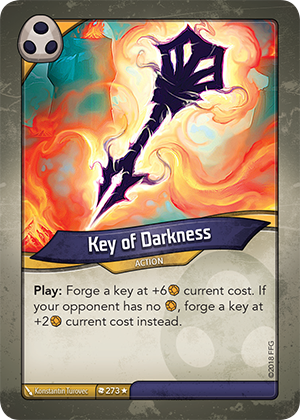 Key of Darkness
ACTION
Play: Forge a key at +6 current cost. If
your opponent has no , forge a key at
+2 current cost instead.
Konstantin Turovec
273
©2018 FFG